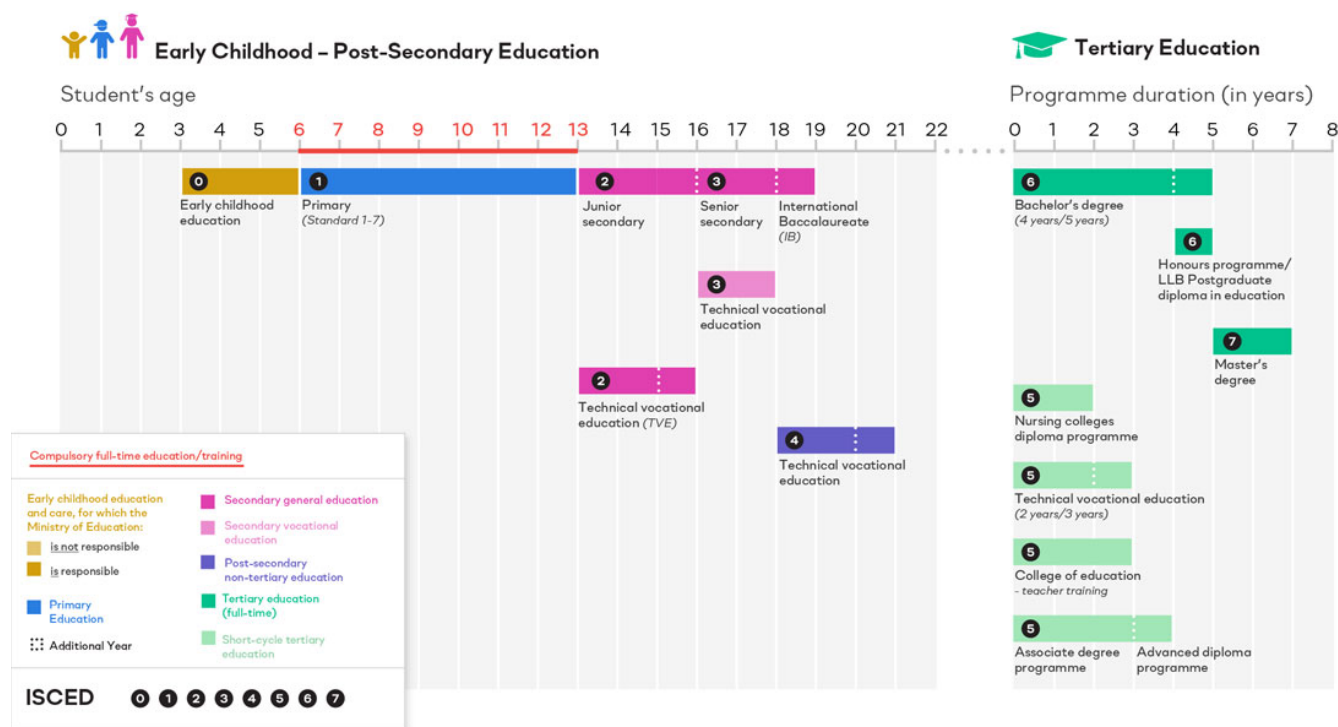 Early Childhood – Post-Secondary Education
Tertiary Education
Student's age
Programme duration (in years)
0 1 2 3 4 5 6 7 8 9 10 11 12 13 14 15 16 17 18 19 20 21 22
0 1 2 3 4 5 6 7 8
0
Early childhood
education
1
Primary
(Standard 1-7)
2
Junior
secondary
3
Senior
secondary
International
Baccalaureate
(IB)
3
Technical vocational
education
2
Technical vocational
education (TVE)
4
Technical vocational
education
6
Bachelor's degree
(4 years/5 years)
6
Honours programme/
LLB Postgraduate
diploma in education
7
Master's
degree
5
Nursing colleges
diploma programme
5
Technical vocational education
(2 years/3 years)
5
College of education
- teacher training
5
Associate degree
programme
Advanced diploma
programme
Compulsory full-time education/training
Early childhood education
and care, for which the
Ministry of Education:
is not responsible
is responsible
Primary
Education
Additional Year
Secondary general education
Secondary vocational
education
Post-secondary
non-tertiary education
Tertiary education
(full-time)
Short-cycle tertiary
education
ISCED 0 1 2 3 4 5 6 7